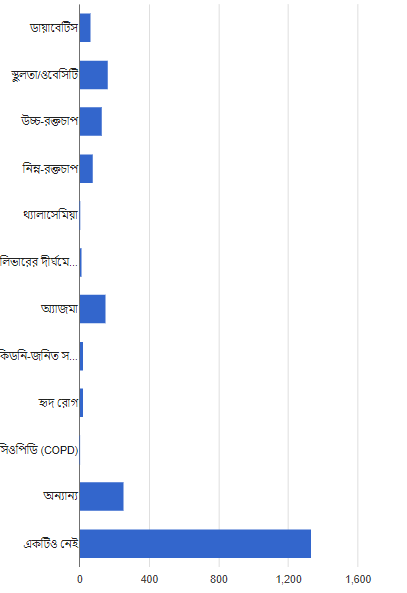 ডায়াবেটিস
স্থুলতা/ওবেসিটি
উচ্চ-রক্তচাপ
নিম্ন-রক্তচাপ
থ্যালাসেমিয়া
লিভারের দীর্ঘমে...
অ্যাজমা
কিডনি-জনিত স...
হৃদ রোগ
সিওপিডি (COPD)
অন্যান্য
একটিও নেই
0 400 800 1,200 1,600